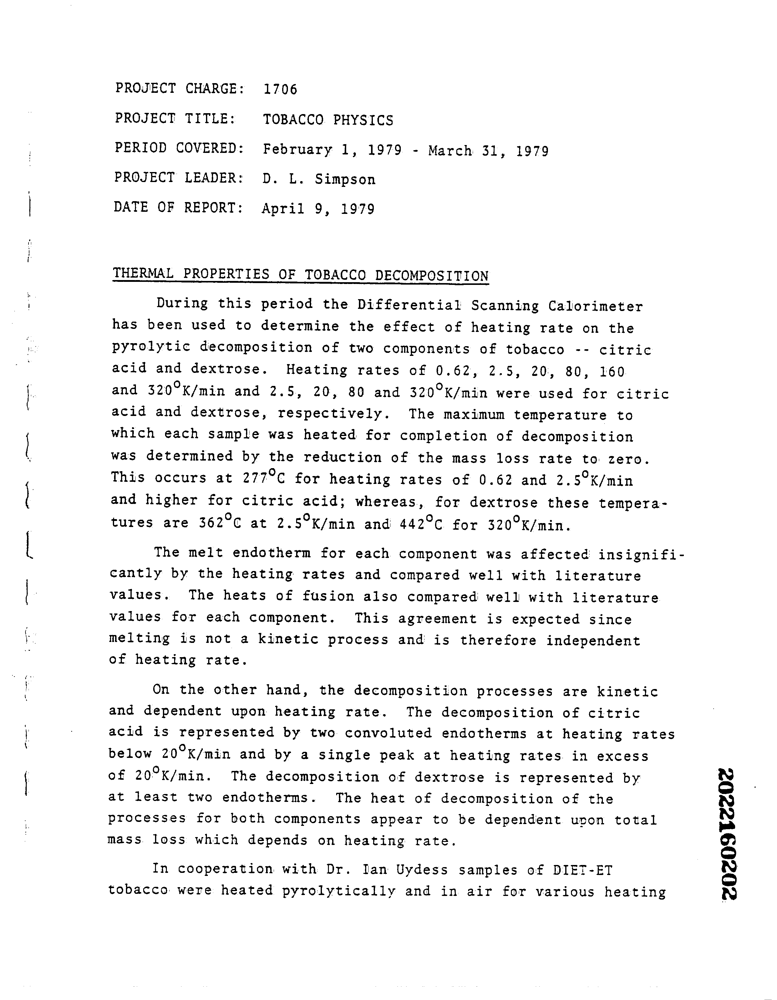 PROJECT CHARGE: 1706
PROJECT TITLE: TOBACCO PHYSICS
PERIOD COVERED: February 1, 1979 - March 31, 1979
PROJECT LEADER: D. L. Simpson
DATE OF REPORT: April 9, 1979
THERMAL PROPERTIES OF TOBACCO DECOMPOSITION
During this period the Differential Scanning Calorimeter
has been used to determine the effect of heating rate on the
pyrolytic decomposition of two components of tobacco -- citric
acid and dextrose. Heating rates of 0.62, 2.5, 20, 80, 160
and 320°K/min and 2.5, 20, 80 and 320°K/min were used for citric
acid and dextrose, respectively. The maximum temperature to
which each sample was heated for completion of decomposition
was determined by the reduction of the mass loss rate to zero.
This occurs at 277°C for heating rates of 0.62 and 2.5°K/min
and higher for citric acid; whereas, for dextrose these tempera-
tures are 362°C at 2.5°K/min and 442°C for 320°K/min.
The melt endotherm for each component was affected insignifi-
cantly by the heating rates and compared well with literature
values. The heats of fusion also compared well with literature
values for each component. This agreement is expected since
melting is not a kinetic process and is therefore independent
of heating rate.
On the other hand, the decomposition processes are kinetic
and dependent upon heating rate. The decomposition of citric
acid is represented by two convoluted endotherms at heating rates
below 20°K/min and by a single peak at heating rates in excess
of 20°K/min. The decomposition of dextrose is represented by
at least two endotherms. The heat of decomposition of the
processes for both components appear to be dependent upon total
mass loss which depends on heating rate.
In cooperation with Dr. Ian Uydess samples of DIET-ET
tobacco were heated pyrolytically and in air for various heating
2022160202